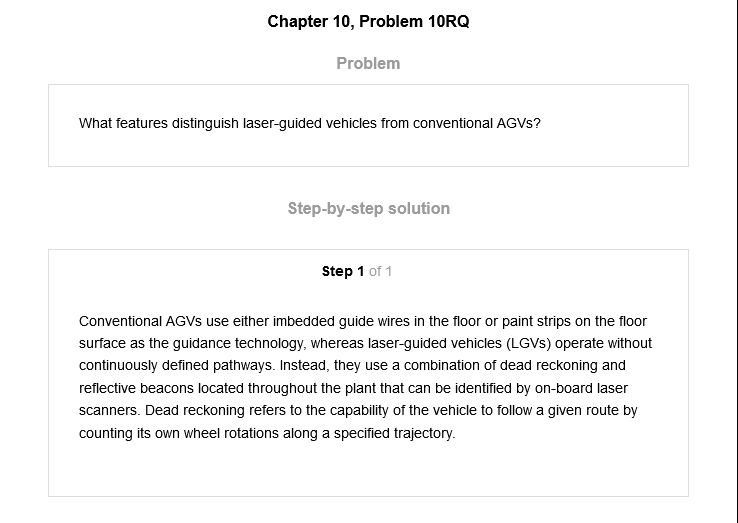 Chapter 10, Problem 10RQ
Problem
What features distinguish laser-guided vehicles from conventional AGVs?
Step-by-step solution
Step 1 of 1
Conventional AGVs use either imbedded guide wires in the floor or paint strips on the floor
surface as the guidance technology, whereas laser-guided vehicles (LGVs) operate without
continuously defined pathways. Instead, they use a combination of dead reckoning and
reflective beacons located throughout the plant that can be identified by on-board laser
scanners. Dead reckoning refers to the capability of the vehicle to follow a given route by
counting its own wheel rotations along a specified trajectory.